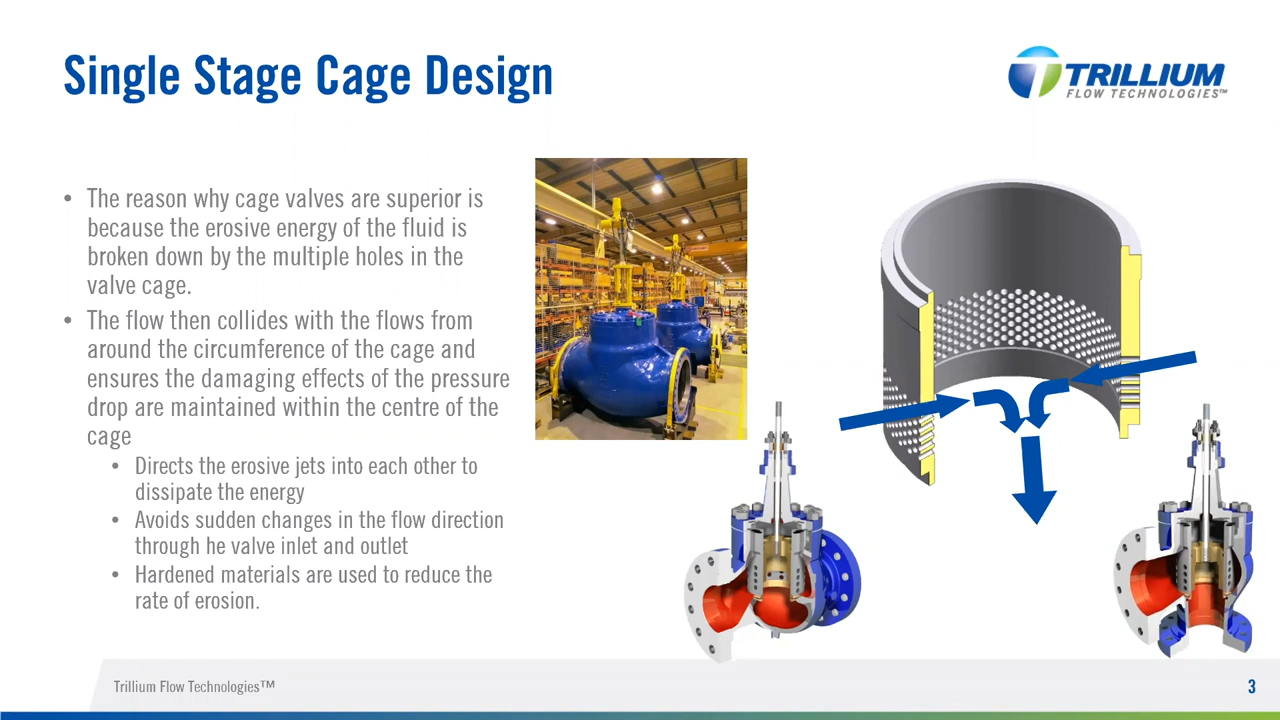 Single Stage Cage Design
TRILLIUM
FLOW TECHNOLOGIES™
• The reason why cage valves are superior is
because the erosive energy of the fluid is
broken down by the multiple holes in the
valve cage.
• The flow then collides with the flows from
around the circumference of the cage and
ensures the damaging effects of the pressure
drop are maintained within the centre of the
cage
• Directs the erosive jets into each other to
dissipate the energy
• Avoids sudden changes in the flow direction
through he valve inlet and outlet
• Hardened materials are used to reduce the
rate of erosion.
Trillium Flow Technologies™
3